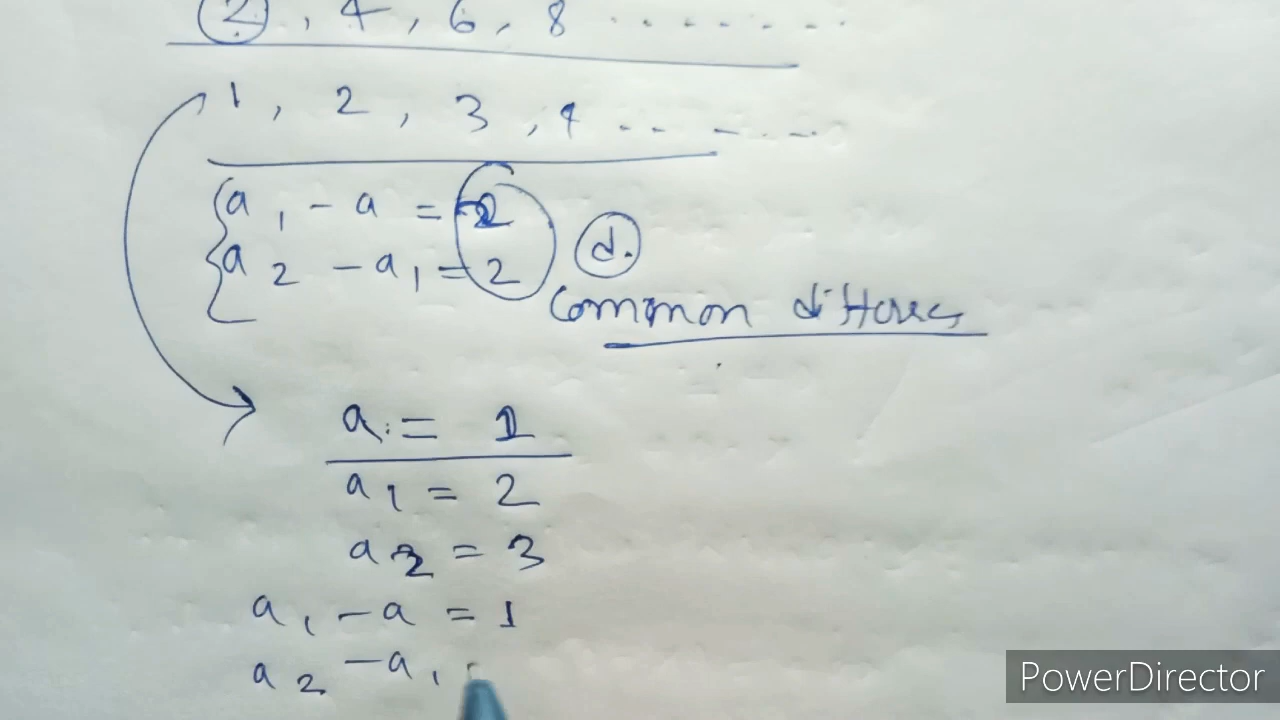 2, 4, 6, 8 ........
1, 2, 3, 4 .. - ....
a1 - a = 2
a2 - a1 = 2
d.
common
a = 1
a1 = 2
a2 = 3
a1 - a = 1
a2 - a1
PowerDirector